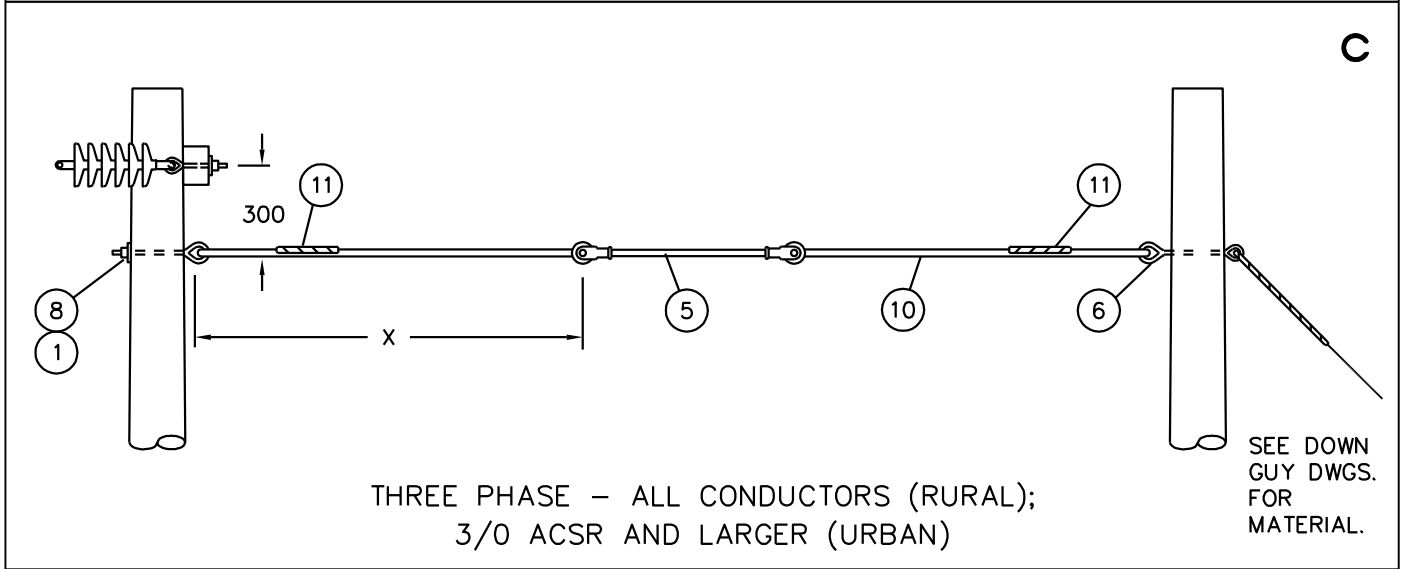 C
300
11
11
8
1
X
5
10
6
SEE DOWN
GUY DWGS.
FOR
MATERIAL.
THREE PHASE – ALL CONDUCTORS (RURAL);
3/0 ACSR AND LARGER (URBAN)